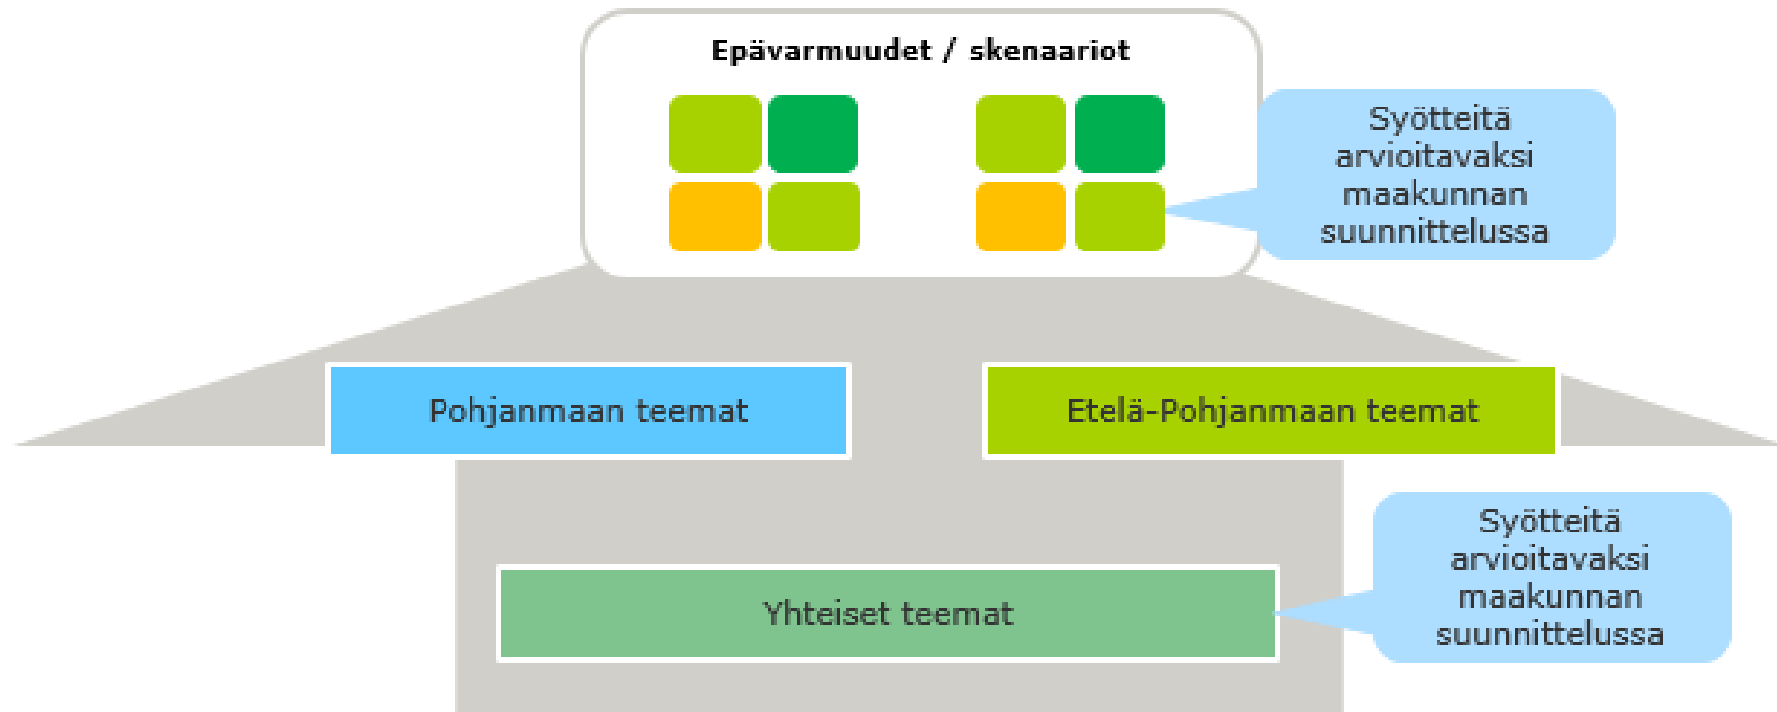 Epävarmuudet / skenaariot
Syötteitä
arvioitavaksi
maakunnan
suunnittelussa
Pohjanmaan teemat
Etelä-Pohjanmaan teemat
Syötteitä
arvioitavaksi
maakunnan
suunnittelussa
Yhteiset teemat